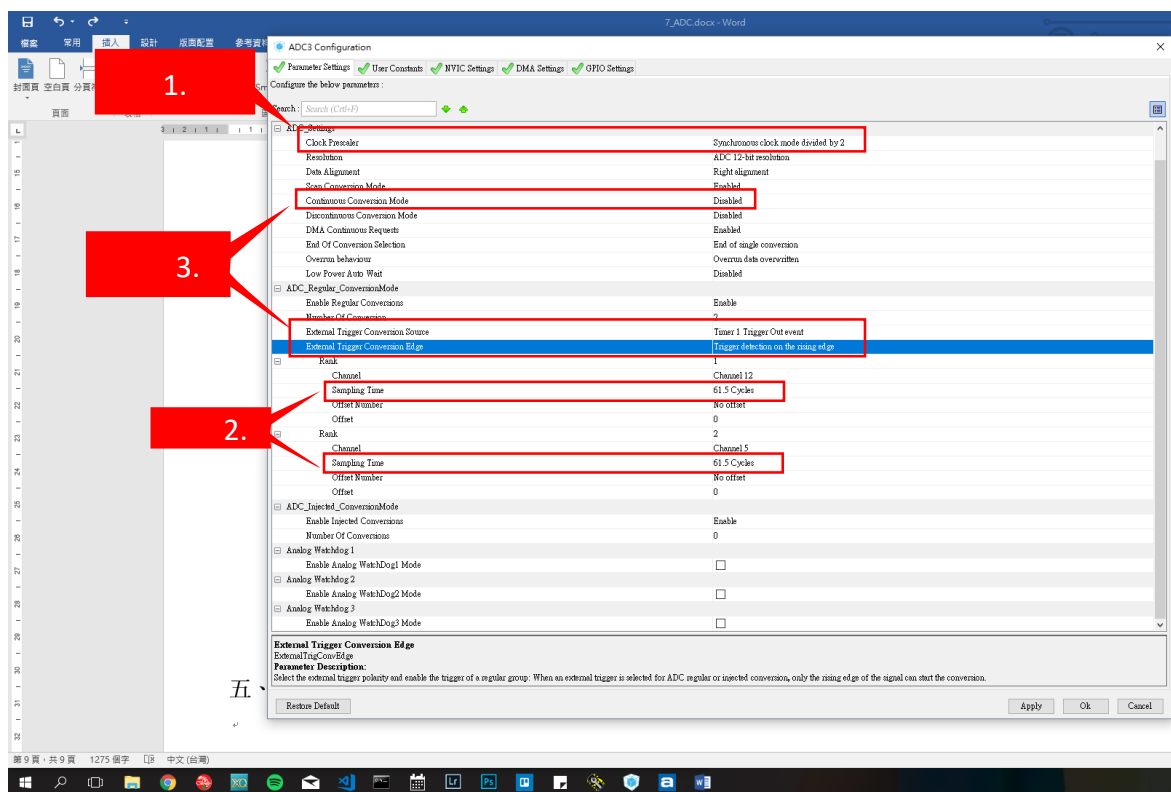 7_ADC.docx - Word
檔案 常用 插入 設計 版面配置 參考資料
ADC3 Configuration
Parameter Settings User Constants NVIC Settings DMA Settings GPIO Settings
封面頁 空白頁
頁面
Configure the below parameters :
Search : Search (Crtl+F)
1.
3 2 1 1 1
ADC_Settings
Clock Prescaler Synchronous clock mode divided by 2
Resolution ADC 12-bit resolution
Data Alignment Right alignment
Scan Conversion Mode Enabled
Continuous Conversion Mode Disabled
Discontinuous Conversion Mode Disabled
DMA Continuous Requests Enabled
End Of Conversion Selection End of single conversion
Overrun behaviour Overrun data overwritten
Low Power Auto Wait Disabled
3.
ADC_Regular_ConversionMode
Enable Regular Conversions Enable
Number Of Conversion 2
External Trigger Conversion Source Timer 1 Trigger Out event
External Trigger Conversion Edge Trigger detection on the rising edge
Rank 1
Channel Channel 12
Sampling Time 61.5 Cycles
Offset Number No offset
Offset 0
2.
Rank 2
Channel Channel 5
Sampling Time 61.5 Cycles
Offset Number No offset
Offset 0
ADC_Injected_ConversionMode
Enable Injected Conversions Enable
Number Of Conversions 0
Analog Watchdog 1
Enable Analog WatchDog1 Mode
Analog Watchdog 2
Enable Analog WatchDog2 Mode
Analog Watchdog 3
Enable Analog WatchDog3 Mode
External Trigger Conversion Edge
ExternalTrigConvEdge
Parameter Description:
Select the external trigger polarity and enable the trigger of a regular group: When an external trigger is selected for ADC regular or injected conversion, only the rising edge of the signal can start the conversion.
五、
Restore Default Apply Ok Cancel
第 9 頁，共 9 頁 1275 個字 中文 (台灣)
Lr Ps